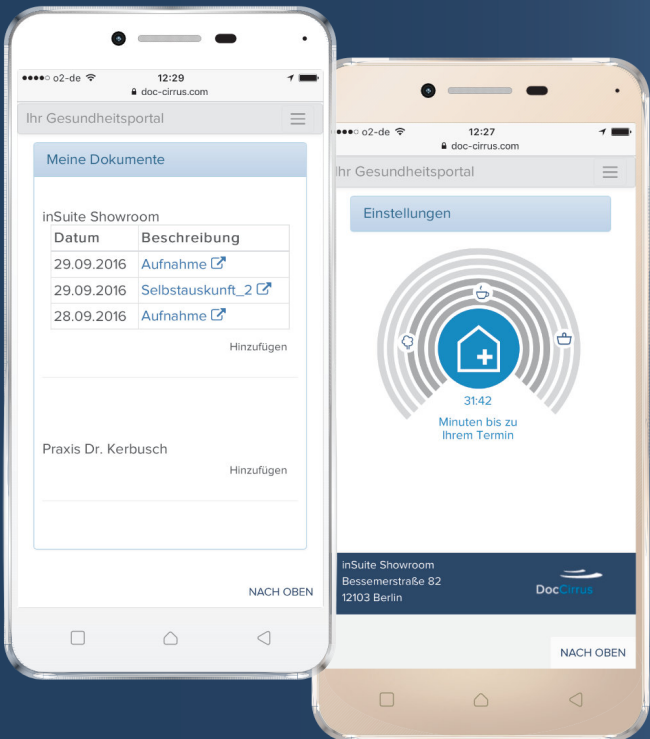 o2-de 12:29
doc-cirrus.com
Ihr Gesundheitsportal
Meine Dokumente
inSuite Showroom
Datum Beschreibung
29.09.2016 Aufnahme
29.09.2016 Selbstauskunft_2
28.09.2016 Aufnahme
Hinzufügen
Praxis Dr. Kerbusch
Hinzufügen
NACH OBEN
o2-de 12:27
doc-cirrus.com
Ihr Gesundheitsportal
Einstellungen
31:42
Minuten bis zu
Ihrem Termin
inSuite Showroom
Bessemerstraße 82
12103 Berlin
DocCirrus
NACH OBEN